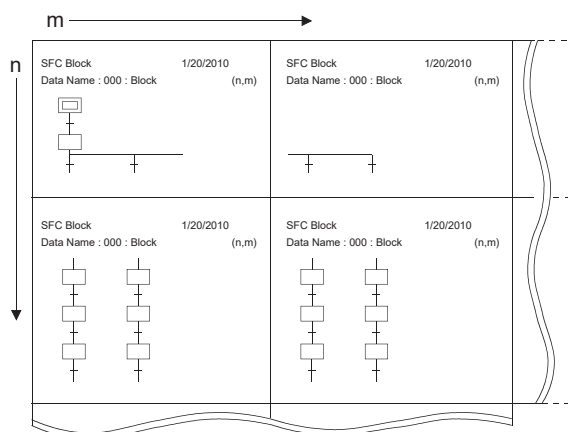 m
n
SFC Block 1/20/2010
Data Name : 000 : Block (n,m)
SFC Block 1/20/2010
Data Name : 000 : Block (n,m)
SFC Block 1/20/2010
Data Name : 000 : Block (n,m)
SFC Block 1/20/2010
Data Name : 000 : Block (n,m)